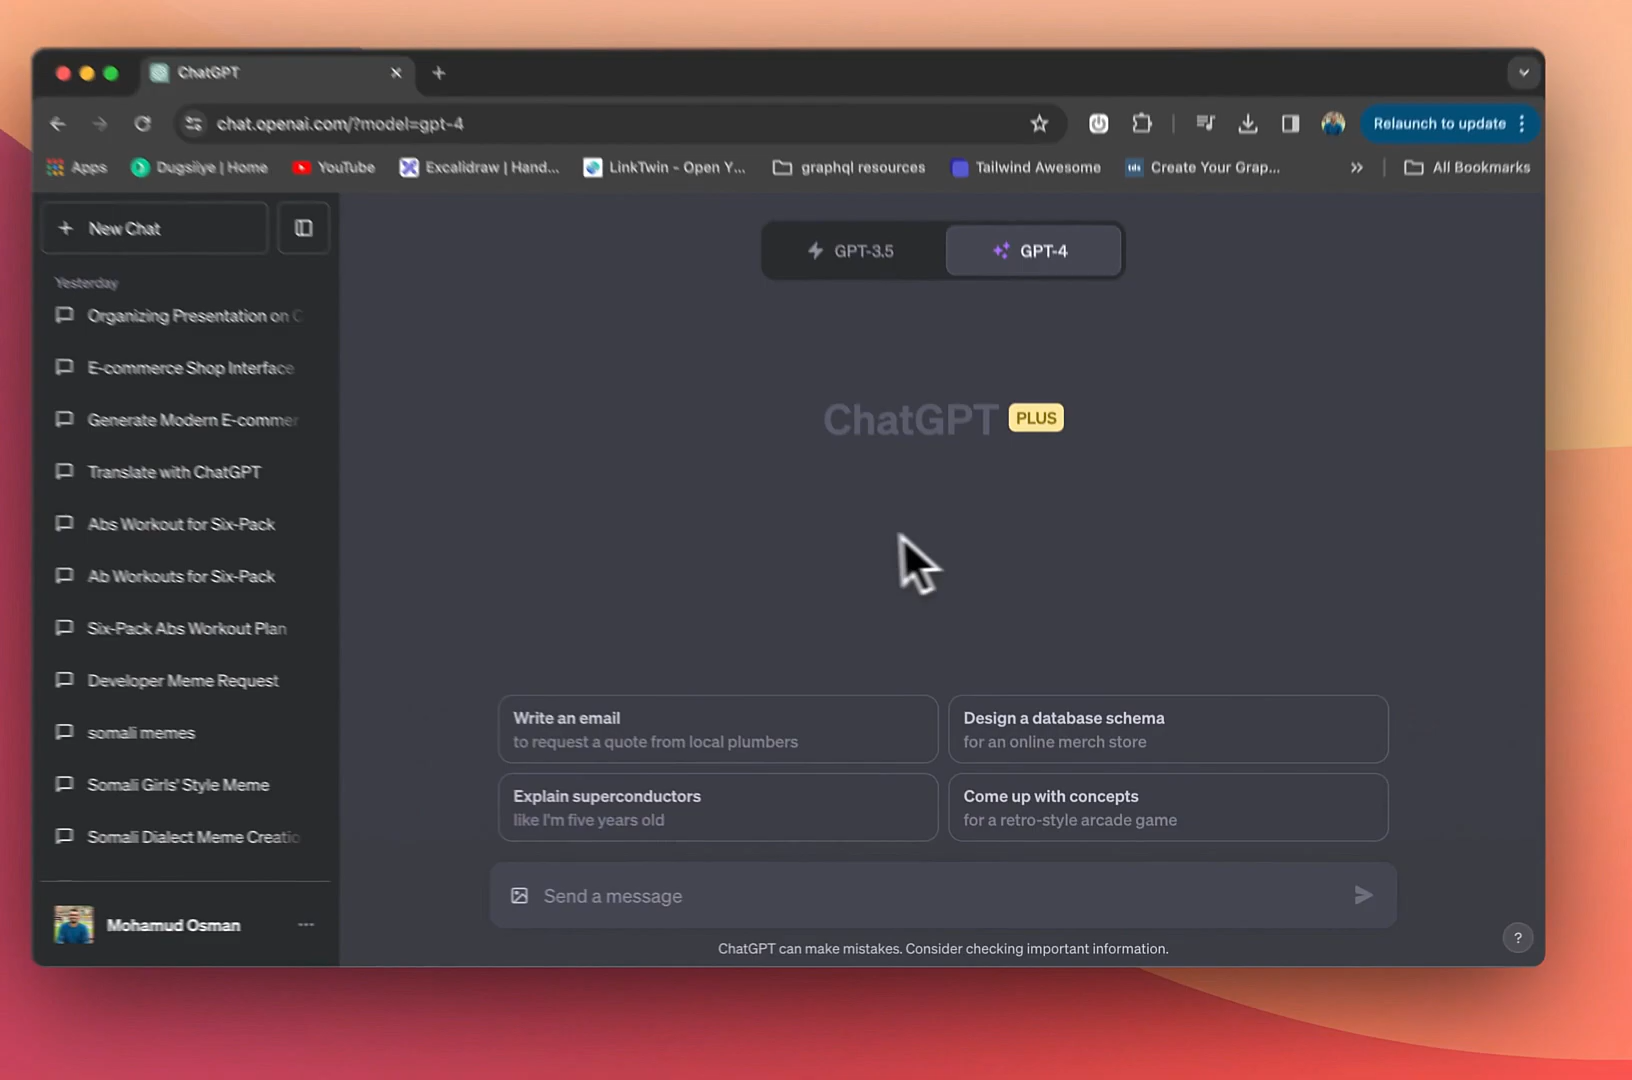 ChatGPT
chat.openai.com/?model=gpt-4
Relaunch to update
Apps
Dugsiiye | Home
YouTube
Excalidraw | Hand...
LinkTwin - Open Y...
graphql resources
Tailwind Awesome
Create Your Grap...
All Bookmarks
New Chat
GPT-3.5
GPT-4
Yesterday
Organizing Presentation on C
E-commerce Shop Interface
Generate Modern E-commer
Translate with ChatGPT
Abs Workout for Six-Pack
Ab Workouts for Six-Pack
Six-Pack Abs Workout Plan
Developer Meme Request
somali memes
Somali Girls' Style Meme
Somali Dialect Meme Creatio
Mohamud Osman
ChatGPT PLUS
Write an email
to request a quote from local plumbers
Design a database schema
for an online merch store
Explain superconductors
like I'm five years old
Come up with concepts
for a retro-style arcade game
Send a message
ChatGPT can make mistakes. Consider checking important information.
?